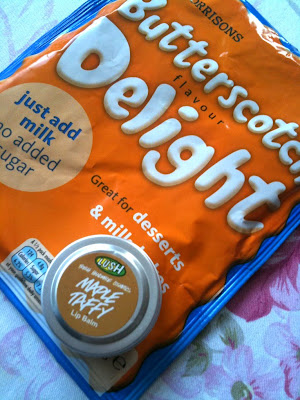 MORRISONS
Butterscotch
flavour
Delight
just add
milk
no added
sugar
Great for desserts
& milk
LUSH
MAPLE
TAFFY
Lip Balm